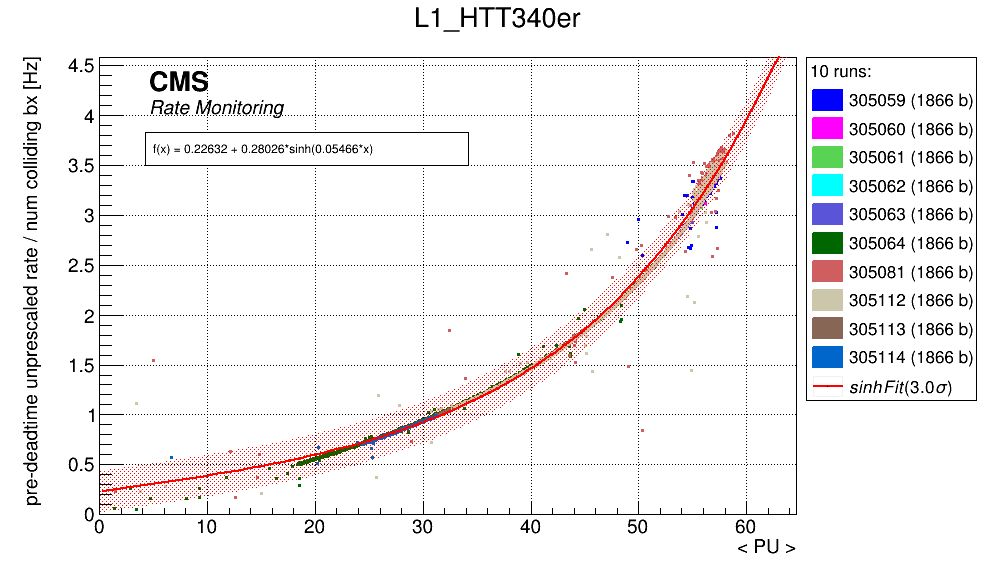 L1_HTT340er
pre-deadtime unprescaled rate / num colliding bx [Hz]
CMS
Rate Monitoring
f(x) = 0.22632 + 0.28026*sinh(0.05466*x)
4.5
4
3.5
3
2.5
2
1.5
1
0.5
0
0 10 20 30 40 50 60
< PU >
10 runs:
305059 (1866 b)
305060 (1866 b)
305061 (1866 b)
305062 (1866 b)
305063 (1866 b)
305064 (1866 b)
305081 (1866 b)
305112 (1866 b)
305113 (1866 b)
305114 (1866 b)
sinhFit(3.0σ)